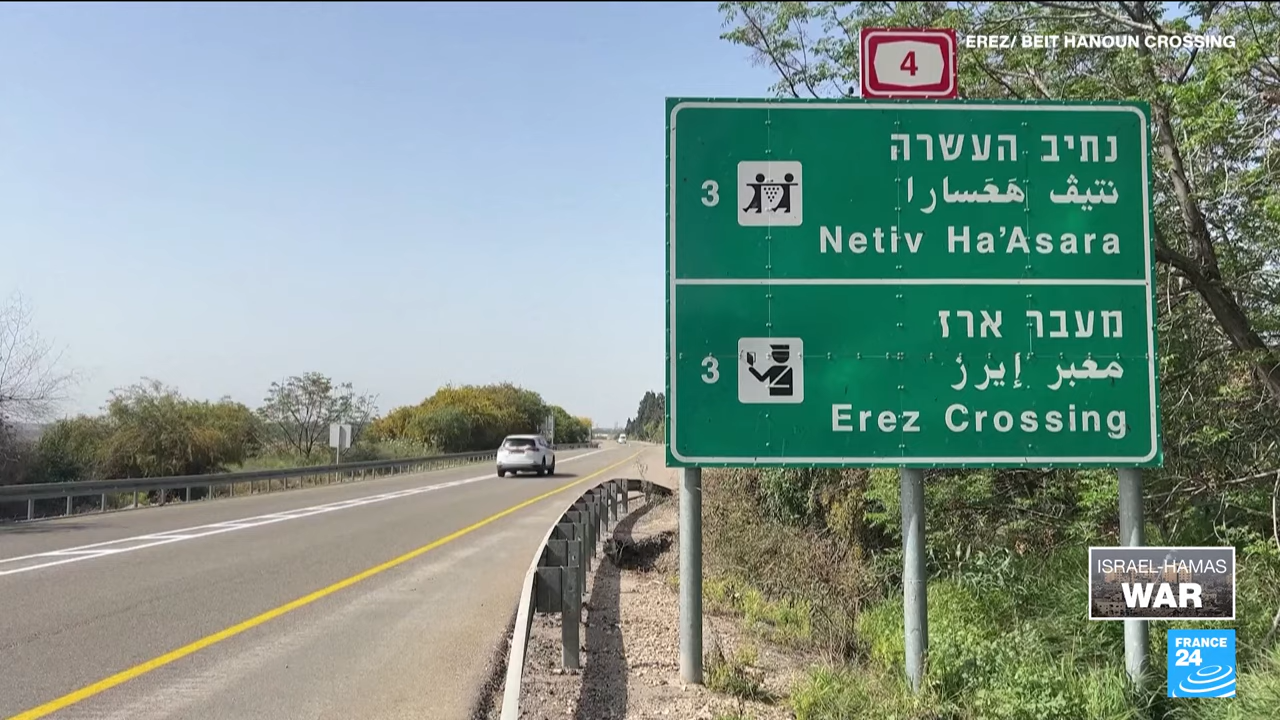 EREZ/ BEIT HANOUN CROSSING
4
נתיב העשרה
3
نتيڤ هَعَسارا
Netiv Ha'Asara
מעבר ארז
3
معبر إيرز
Erez Crossing
ISRAEL-HAMAS
WAR
FRANCE
24